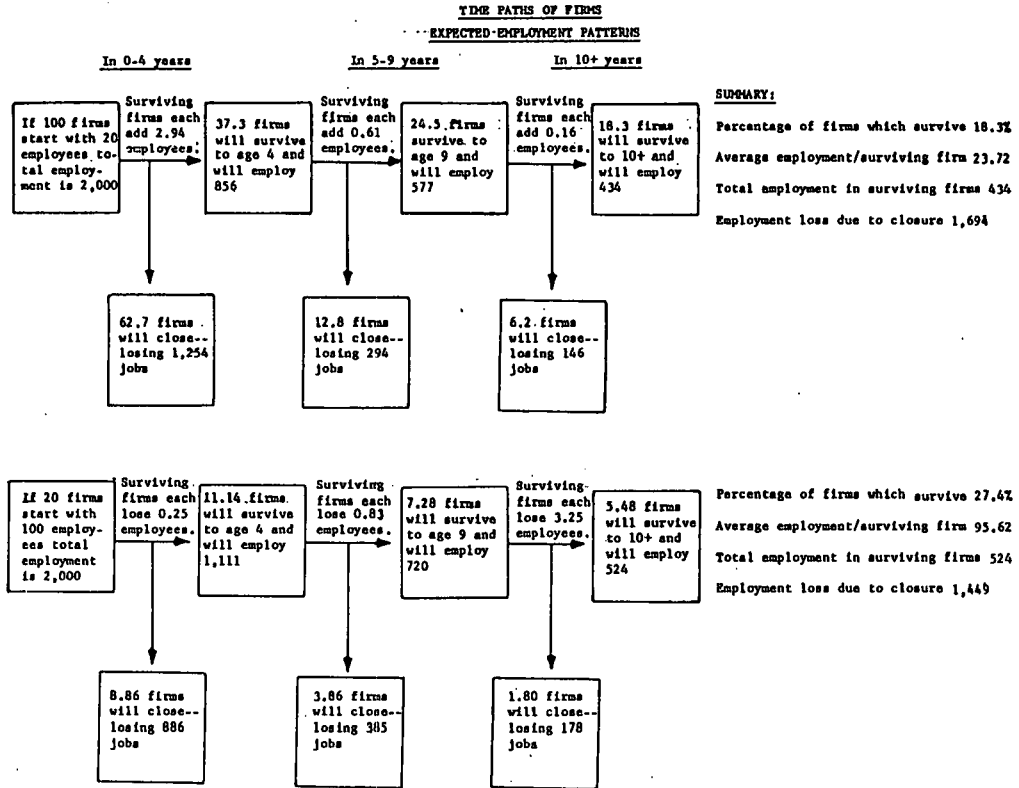 TIME PATHS OF FIRMS
EXPECTED-EMPLOYMENT PATTERNS
In 0-4 years
In 5-9 years
In 10+ years
If 100 firms
start with 20
employees to-
tal employ-
ment is 2,000
Surviving
firms each
add 2.94
employees.
37.3 firms
will survive
to age 4 and
will employ
856
Surviving
firms each
add 0.61
employees.
24.5 firms
survive to
age 9 and
will employ
577
Surviving
firms each
add 0.16
employees.
18.3 firms
will survive
to 10+ and
will employ
434
SUMMARY:
Percentage of firms which survive 18.3%
Average employment/surviving firm 23.72
Total employment in surviving firms 434
Employment loss due to closure 1,694
62.7 firms
will close--
losing 1,254
jobs
12.8 firms
will close--
losing 294
jobs
6.2 firms
will close--
losing 146
jobs
If 20 firms
start with
100 employ-
ees total
employment
is 2,000
Surviving
firms each
lose 0.25
employees.
11.14 firms
will survive
to age 4 and
will employ
1,111
Surviving
firms each
lose 0.83
employees.
7.28 firms
will survive
to age 9 and
will employ
720
Surviving
firms each
lose 3.25
employees.
5.48 firms
will survive
to 10+ and
will employ
524
Percentage of firms which survive 27.4%
Average employment/surviving firm 95.62
Total employment in surviving firms 524
Employment loss due to closure 1,449
8.86 firms
will close--
losing 886
jobs
3.86 firms
will close--
losing 385
jobs
1.80 firms
will close--
losing 178
jobs